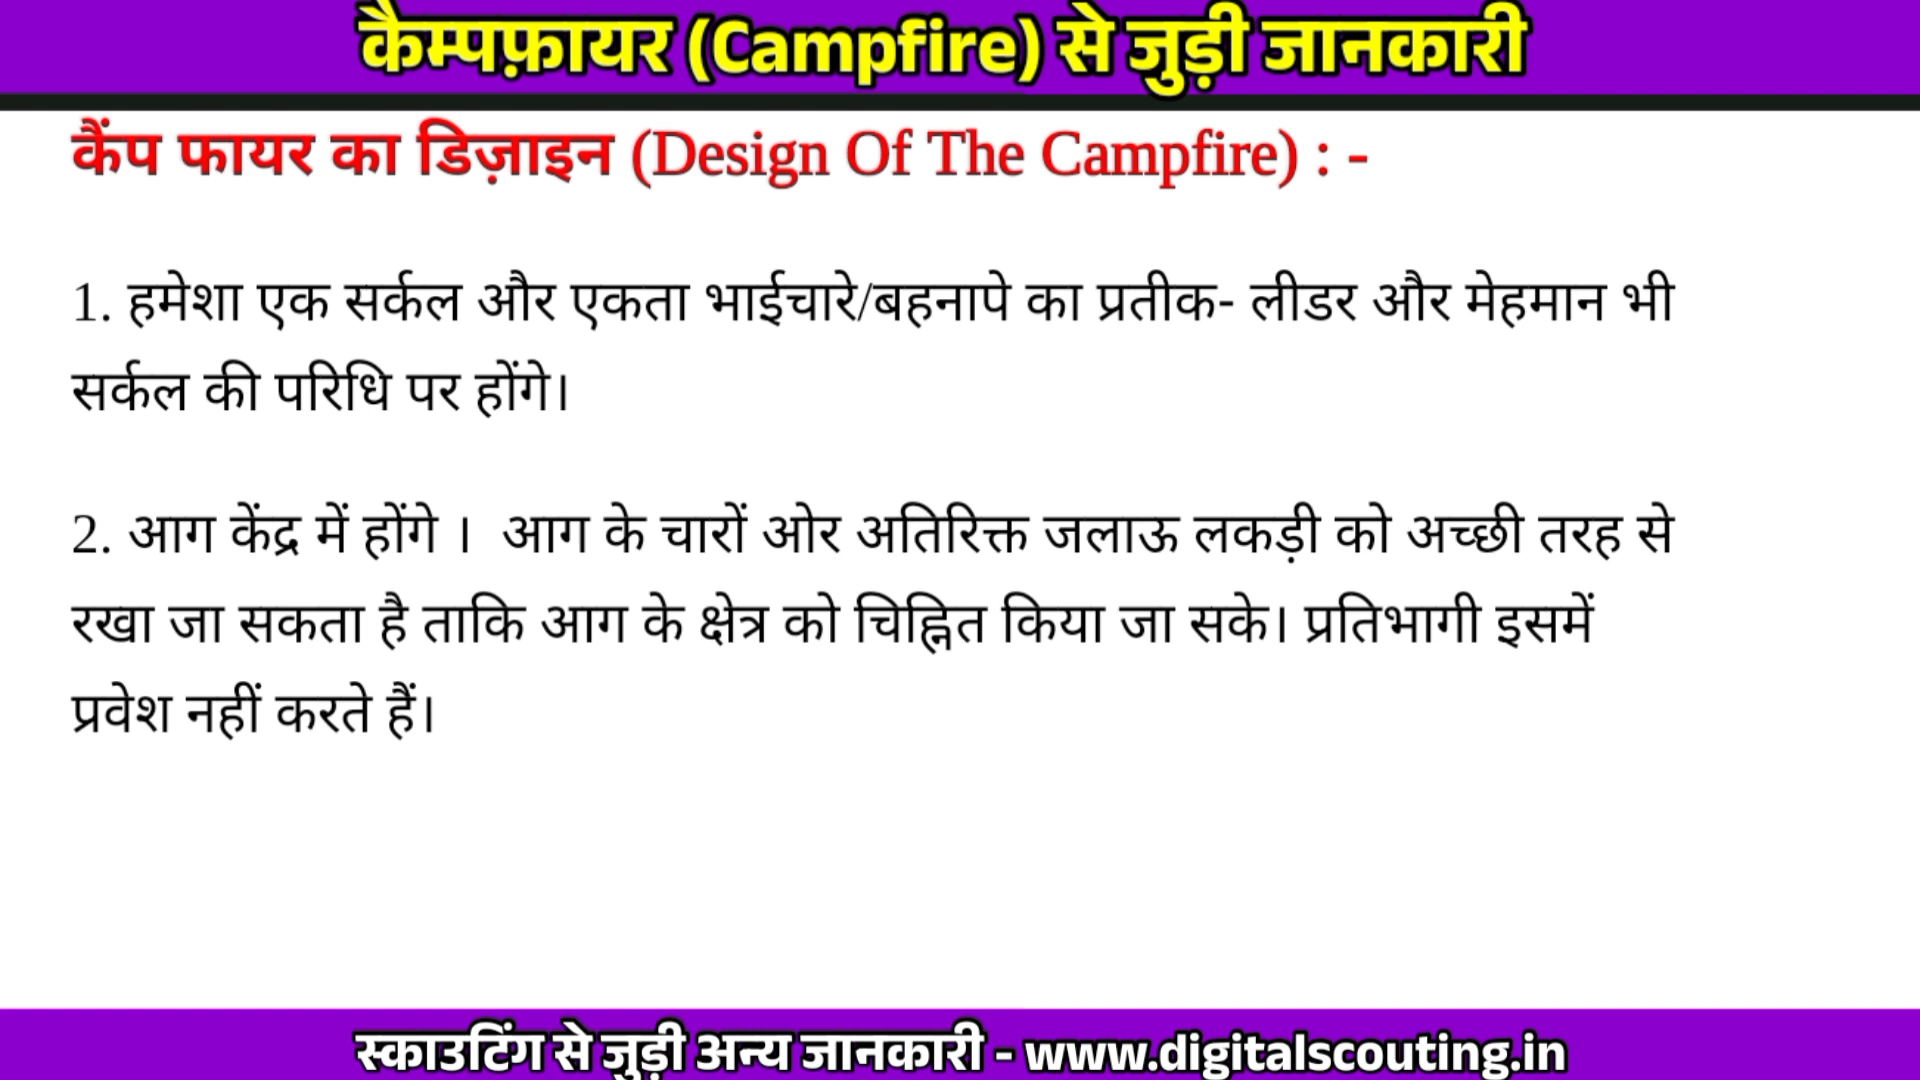 कैम्पफ़ायर (Campfire) से जुड़ी जानकारी
कैंप फायर का डिज़ाइन (Design Of The Campfire) : -
1. हमेशा एक सर्कल और एकता भाईचारे/बहनापे का प्रतीक- लीडर और मेहमान भी
सर्कल की परिधि पर होंगे।
2. आग केंद्र में होंगे । आग के चारों ओर अतिरिक्त जलाऊ लकड़ी को अच्छी तरह से
रखा जा सकता है ताकि आग के क्षेत्र को चिह्नित किया जा सके। प्रतिभागी इसमें
प्रवेश नहीं करते हैं।
स्काउटिंग से जुड़ी अन्य जानकारी - www.digitalscouting.in